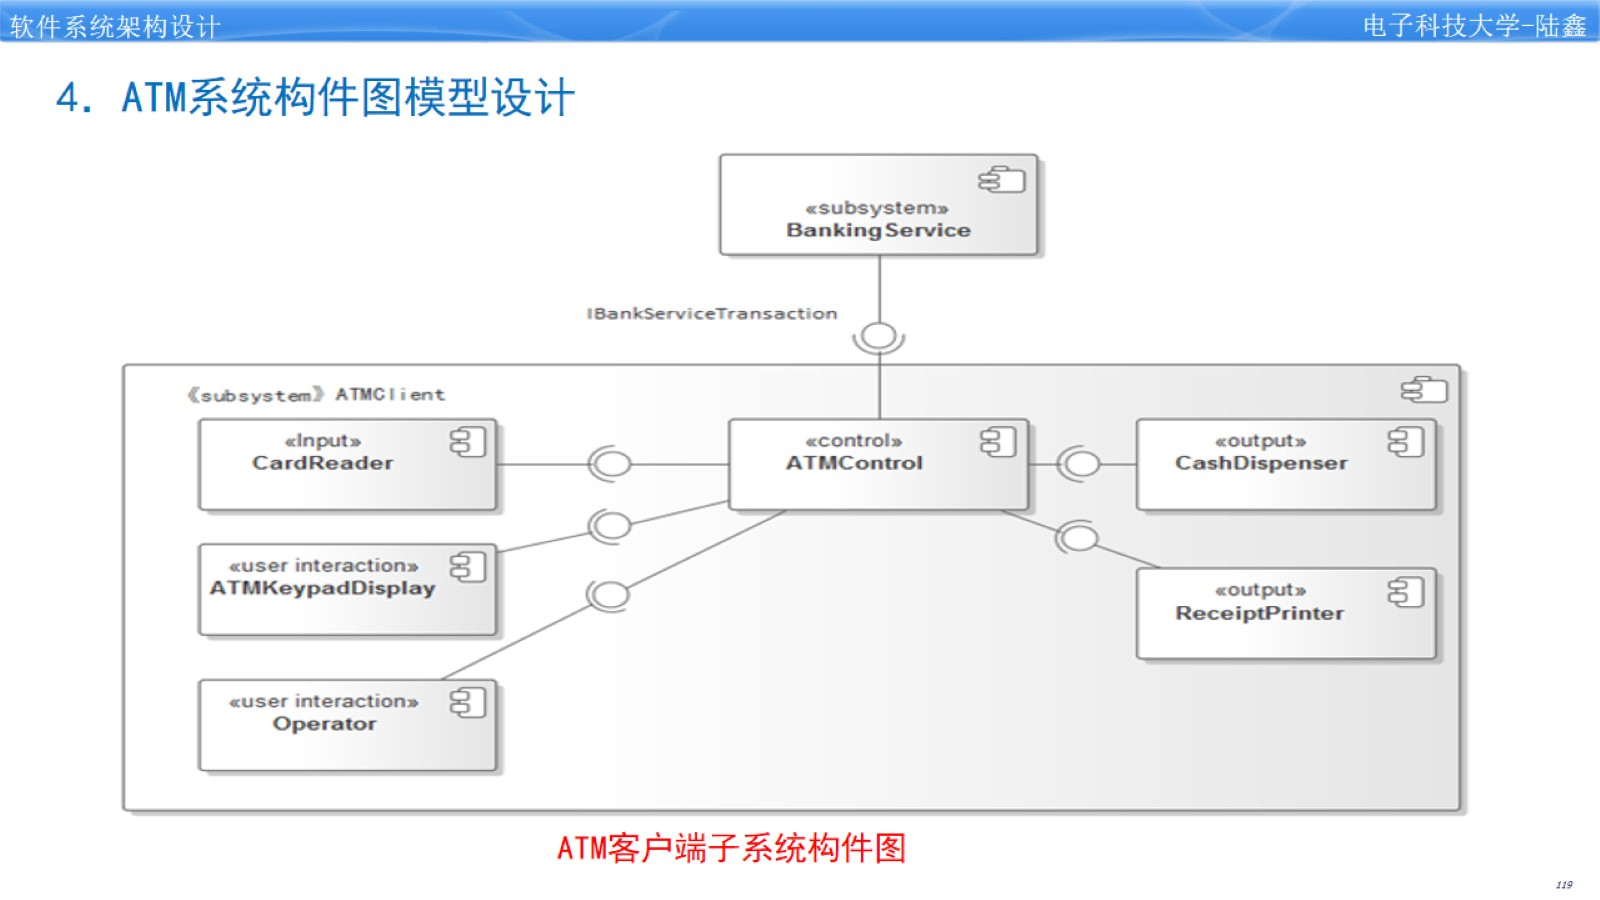 软件系统架构设计
电子科技大学-陆鑫
4. ATM系统构件图模型设计
«subsystem»
BankingService
IBankServiceTransaction
《subsystem》ATMClient
«Input»
CardReader
«control»
ATMControl
«output»
CashDispenser
«user interaction»
ATMKeypadDisplay
«output»
ReceiptPrinter
«user interaction»
Operator
ATM客户端子系统构件图
119